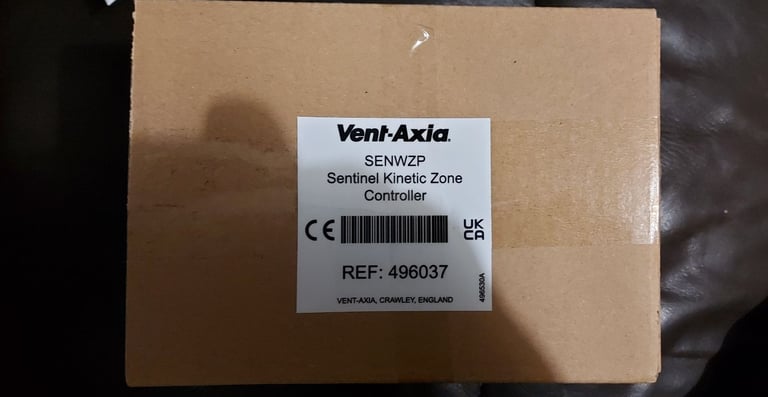 Vent-Axia
SENWZP
Sentinel Kinetic Zone
Controller
CE
UK
CA
REF: 496037
VENT-AXIA, CRAWLEY, ENGLAND
496530A